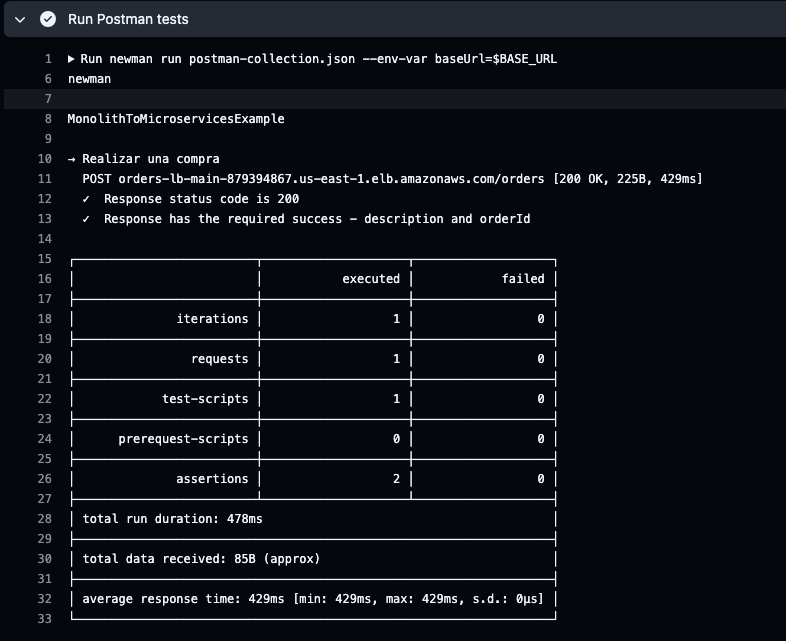 Run Postman tests
1 ▶ Run newman run postman-collection.json --env-var baseUrl=$BASE_URL
6 newman
7
8 MonolithToMicroservicesExample
9
10 → Realizar una compra
11 POST orders-lb-main-879394867.us-east-1.elb.amazonaws.com/orders [200 OK, 225B, 429ms]
12 ✓ Response status code is 200
13 ✓ Response has the required success - description and orderId
14
15
16 executed failed
17
18 iterations 1 0
19
20 requests 1 0
21
22 test-scripts 1 0
23
24 prerequest-scripts 0 0
25
26 assertions 2 0
27
28 total run duration: 478ms
29
30 total data received: 85B (approx)
31
32 average response time: 429ms [min: 429ms, max: 429ms, s.d.: 0µs]
33